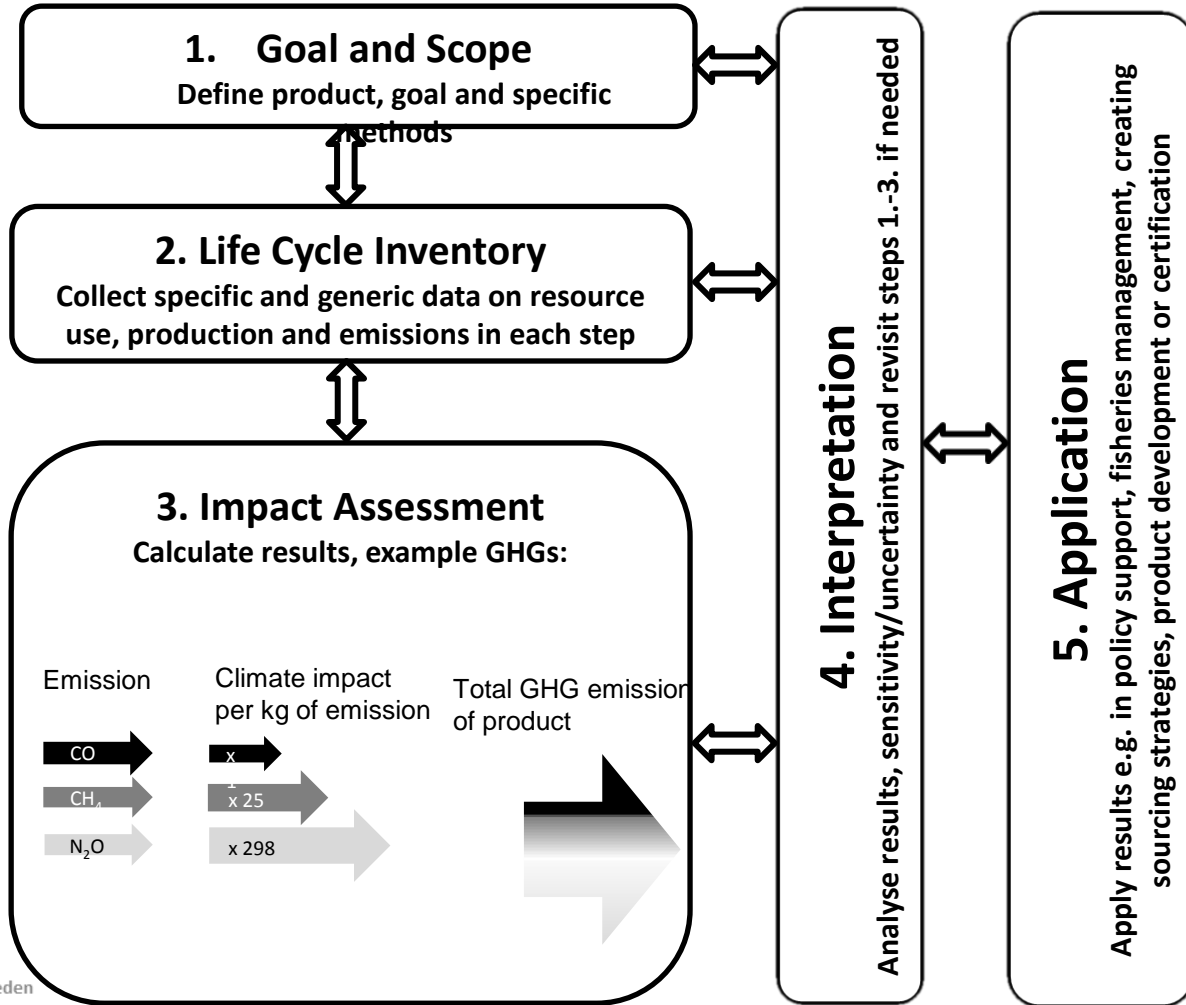 1. Goal and Scope
Define product, goal and specific
methods
2. Life Cycle Inventory
Collect specific and generic data on resource
use, production and emissions in each step
3. Impact Assessment
Calculate results, example GHGs:
Emission
Climate impact
per kg of emission
Total GHG emission
of product
CO
x
1
CH₄
x 25
N₂O
x 298
4. Interpretation
Analyse results, sensitivity/uncertainty and revisit steps 1.-3. if needed
5. Application
Apply results e.g. in policy support, fisheries management, creating
sourcing strategies, product development or certification
eden